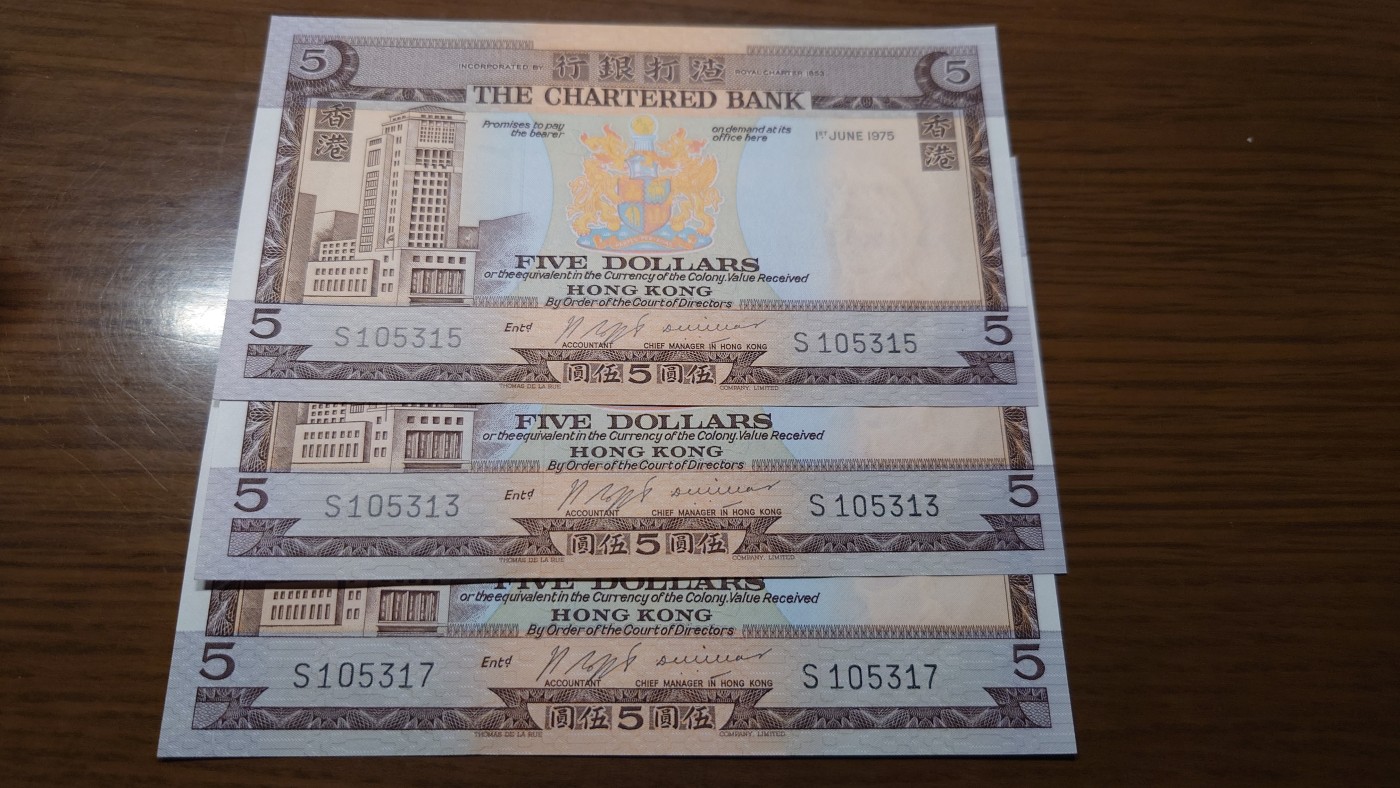 5 INCORPORATED BY 行銀打渣 ROYAL CHARTER 1853. 5
THE CHARTERED BANK
香港 Promises to pay the bearer on demand at its office here 1ST JUNE 1975 香港
FIVE DOLLARS
or the equivalent in the Currency of the Colony. Value Received
HONG KONG
By Order of the Court of Directors
5 S105315 Entd S105315 5
ACCOUNTANT CHIEF MANAGER IN HONG KONG
圓伍5圓伍
THOMAS DE LA RUE COMPANY, LIMITED
FIVE DOLLARS
or the equivalent in the Currency of the Colony. Value Received
HONG KONG
By Order of the Court of Directors
5 S105313 Entd S105313 5
ACCOUNTANT CHIEF MANAGER IN HONG KONG
圓伍5圓伍
THOMAS DE LA RUE COMPANY, LIMITED
FIVE DOLLARS
or the equivalent in the Currency of the Colony. Value Received
HONG KONG
By Order of the Court of Directors
5 S105317 Entd S105317 5
ACCOUNTANT CHIEF MANAGER IN HONG KONG
圓伍5圓伍
THOMAS DE LA RUE COMPANY, LIMITED